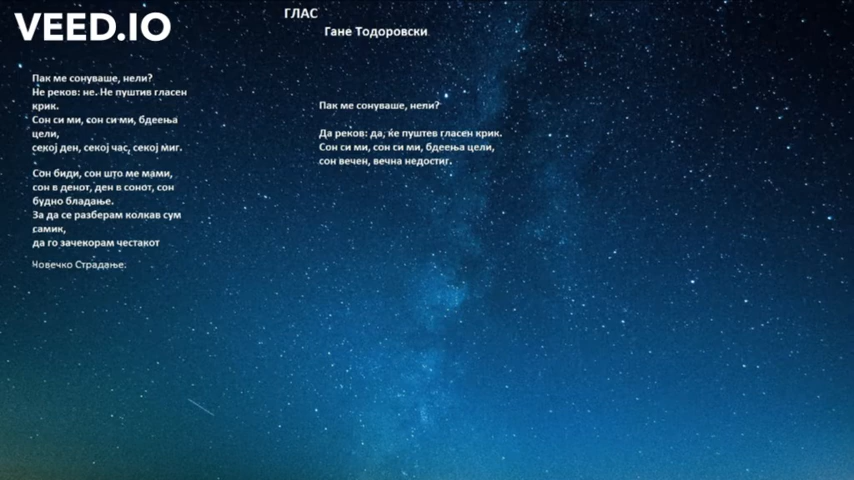 VEED.IO
ГЛАС
Гане Тодоровски
Пак ме сонуваше, нели?
Не реков: не. Не пуштив гласен
крик.
Сон си ми, сон си ми, бдеења
цели,
секој ден, секој час, секој миг.
Сон биди, сон што ме мами,
сон в денот, ден в сонот, сон
будно бладање.
За да се разберам колкав сум
самик,
да го зачекорам честакот
Човечко Страдање.
Пак ме сонуваше, нели?
Да реков: да, ќе пуштев гласен крик.
Сон си ми, сон си ми, бдеења цели,
сон вечен, вечна недостиг.